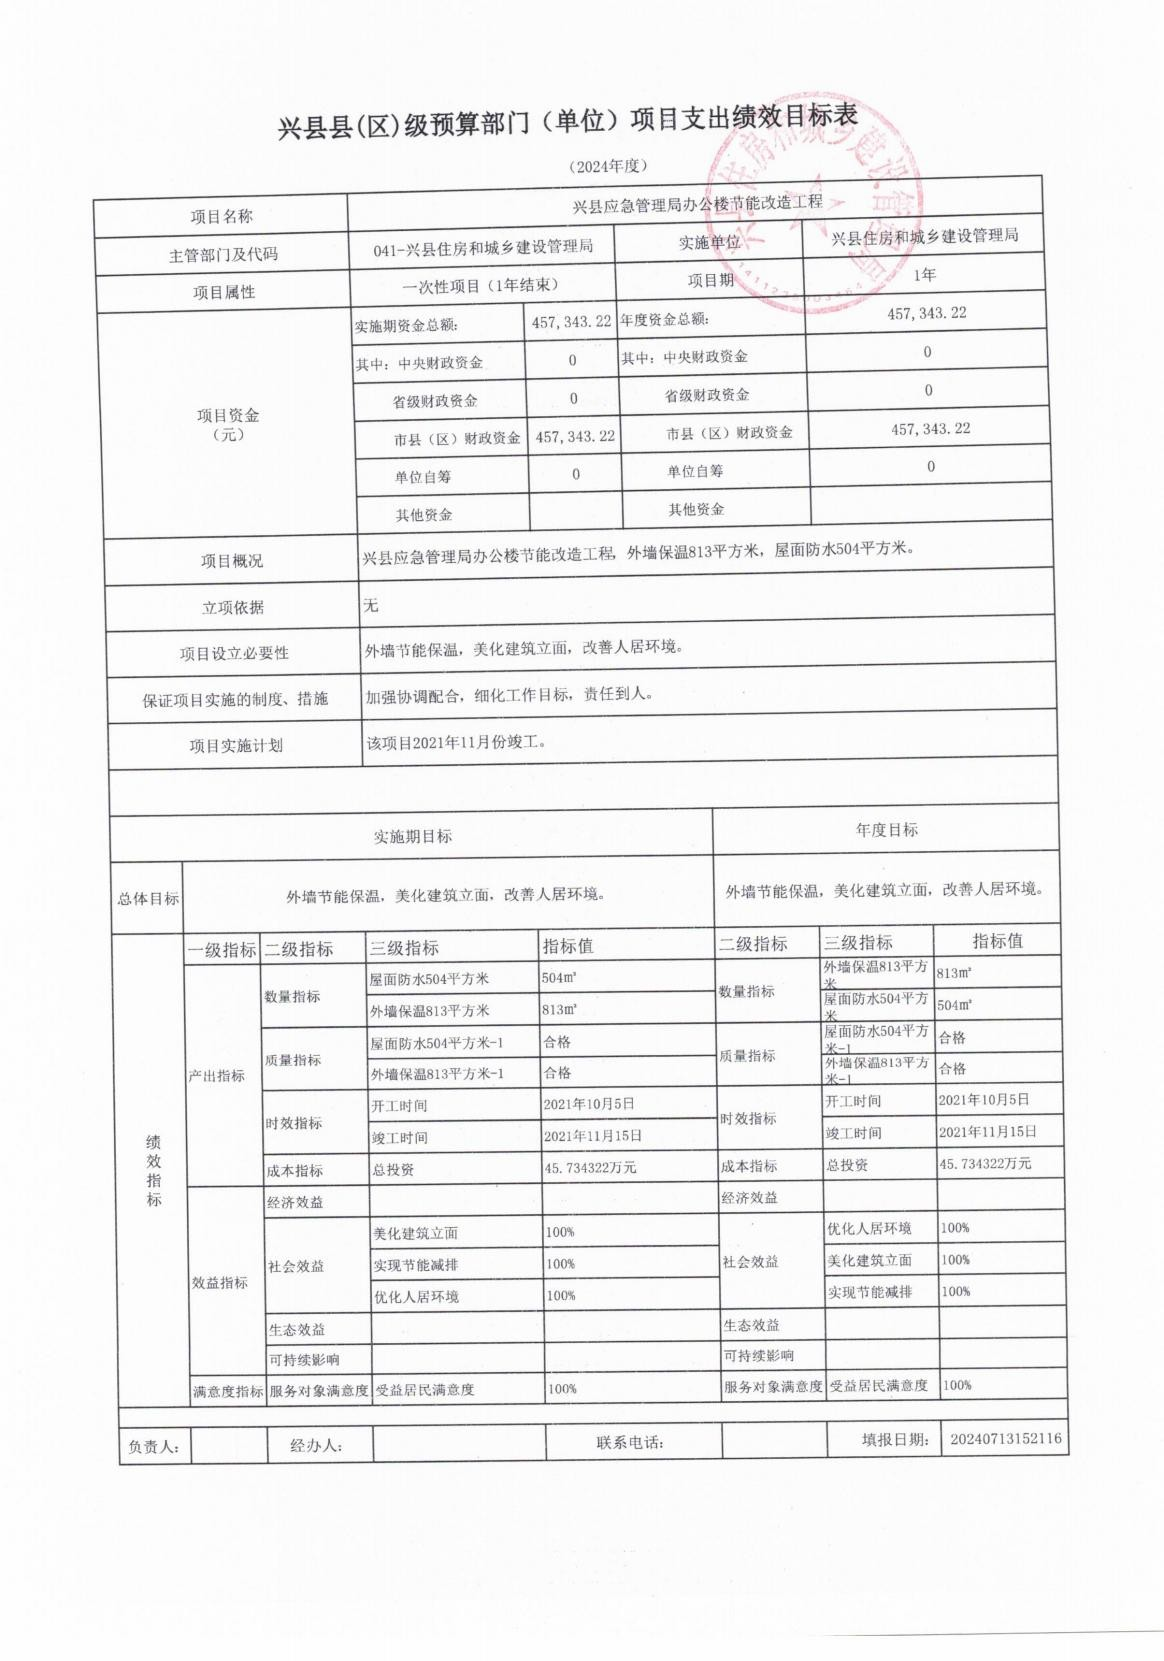 兴县县(区)级预算部门（单位）项目支出绩效目标表
（2024年度）
项目名称 兴县应急管理局办公楼节能改造工程
主管部门及代码 041-兴县住房和城乡建设管理局 实施单位 兴县住房和城乡建设管理局
项目属性 一次性项目（1年结束） 项目期 1年
项目资金
（元）
实施期资金总额: 457,343.22 年度资金总额: 457,343.22
其中: 中央财政资金 0 其中: 中央财政资金 0
省级财政资金 0 省级财政资金 0
市县（区）财政资金 457,343.22 市县（区）财政资金 457,343.22
单位自筹 0 单位自筹 0
其他资金 其他资金
项目概况 兴县应急管理局办公楼节能改造工程，外墙保温813平方米，屋面防水504平方米。
立项依据 无
项目设立必要性 外墙节能保温，美化建筑立面，改善人居环境。
保证项目实施的制度、措施 加强协调配合，细化工作目标，责任到人。
项目实施计划 该项目2021年11月份竣工。
实施期目标 年度目标
总体目标 外墙节能保温，美化建筑立面，改善人居环境。 外墙节能保温，美化建筑立面，改善人居环境。
绩效指标
一级指标 二级指标 三级指标 指标值 二级指标 三级指标 指标值
产出指标
数量指标 屋面防水504平方米 504m² 数量指标 外墙保温813平方米 813m²
外墙保温813平方米 813m² 屋面防水504平方米 504m²
质量指标 屋面防水504平方米-1 合格 质量指标 屋面防水504平方米-1 合格
外墙保温813平方米-1 合格 外墙保温813平方米-1 合格
时效指标 开工时间 2021年10月5日 时效指标 开工时间 2021年10月5日
竣工时间 2021年11月15日 竣工时间 2021年11月15日
成本指标 总投资 45.734322万元 成本指标 总投资 45.734322万元
效益指标
经济效益 经济效益
社会效益 美化建筑立面 100% 社会效益 优化人居环境 100%
实现节能减排 100% 美化建筑立面 100%
优化人居环境 100% 实现节能减排 100%
生态效益 生态效益
可持续影响 可持续影响
满意度指标 服务对象满意度 受益居民满意度 100% 服务对象满意度 受益居民满意度 100%
负责人: 经办人: 联系电话: 填报日期: 20240713152116